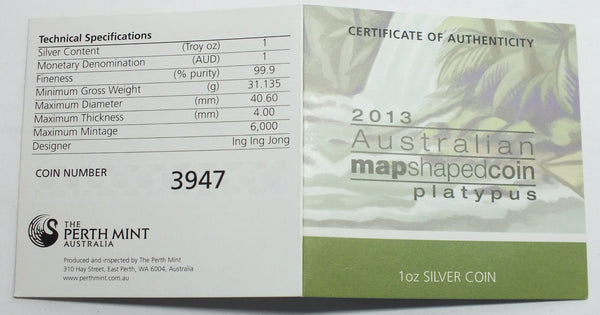 Technical Specifications
Silver Content (Troy oz) 1
Monetary Denomination (AUD) 1
Fineness (% purity) 99.9
Minimum Gross Weight (g) 31.135
Maximum Diameter (mm) 40.60
Maximum Thickness (mm) 4.00
Maximum Mintage 6,000
Designer Ing Ing Jong
COIN NUMBER 3947
THE
PERTH MINT
AUSTRALIA
Produced and inspected by The Perth Mint
310 Hay Street, East Perth, WA 6004, Australia
www.perthmint.com.au
CERTIFICATE OF AUTHENTICITY
2013
Australian
mapshapedcoin
platypus
1oz SILVER COIN